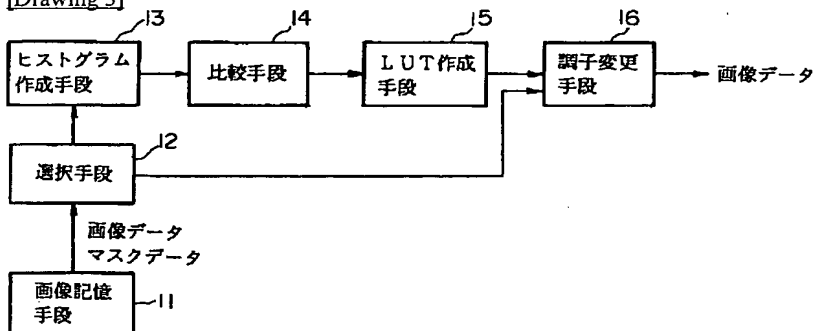 [Drawing 3]
13
14
15
16
ヒストグラム
作成手段
比較手段
LUT作成
手段
調子変更
手段
画像データ
12
選択手段
画像データ
マスクデータ
画像記憶
手段
11